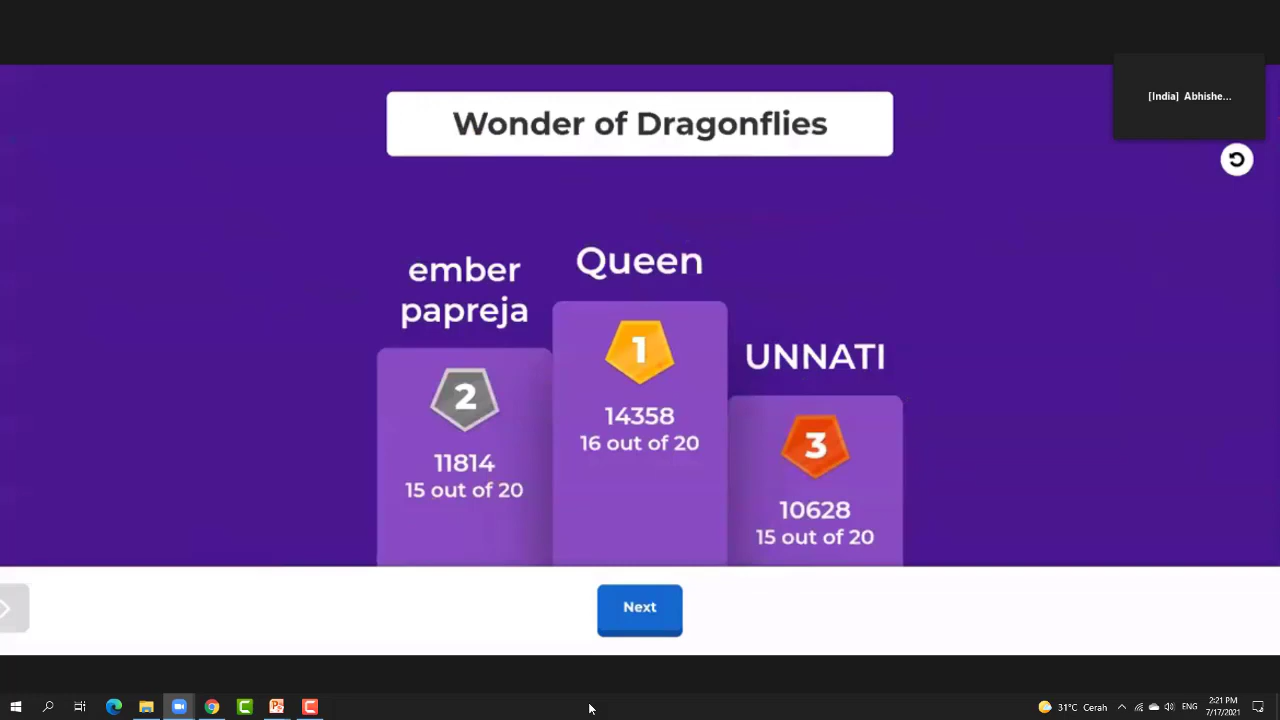 [India] Abhishe...
Wonder of Dragonflies
ember
papreja
2
11814
15 out of 20
Queen
1
14358
16 out of 20
UNNATI
3
10628
15 out of 20
Next
31°C Cerah
ENG
2:21 PM
7/17/2021